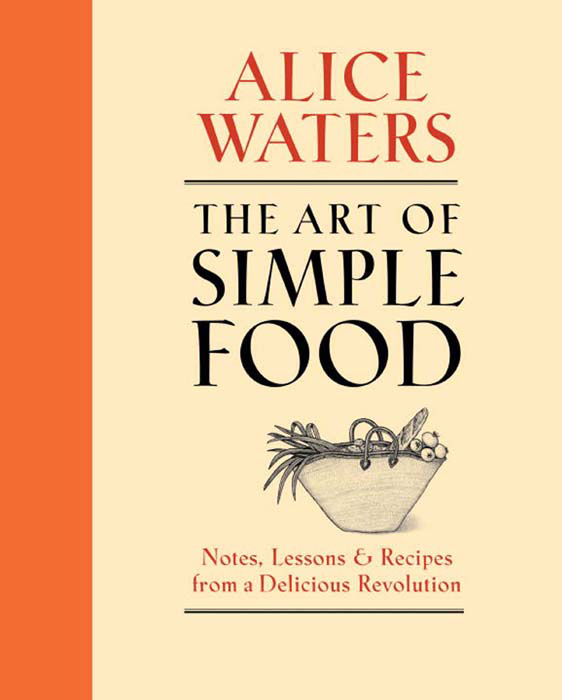 ALICE
WATERS
THE ART OF
SIMPLE
FOOD
Notes, Lessons & Recipes
from a Delicious Revolution